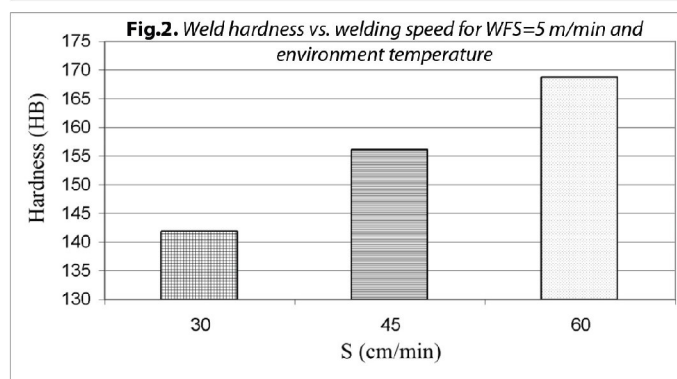 Fig.2. Weld hardness vs. welding speed for WFS=5 m/min and
environment temperature
175
170
165
160
155
150
145
140
135
130
Hardness (HB)
30 45 60
S (cm/min)